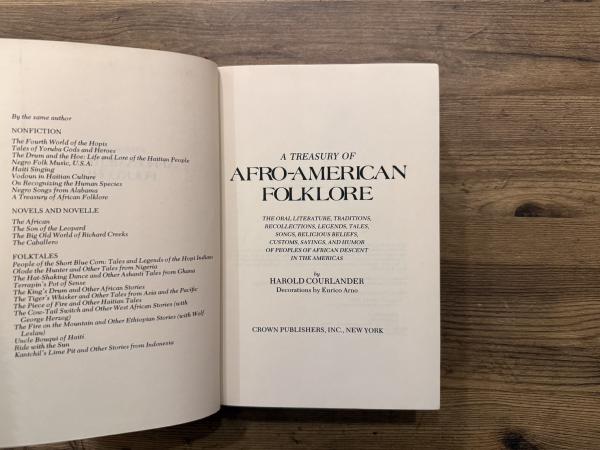 By the same author
NONFICTION
The Fourth World of the Hopis
Tales of Yoruba Gods and Heroes
The Drum and the Hoe: Life and Lore of the Haitian People
Negro Folk Music, U.S.A.
Haiti Singing
Vodoun in Haitian Culture
On Recognizing the Human Species
Negro Songs from Alabama
A Treasury of African Folklore
NOVELS AND NOVELLE
The African
The Son of the Leopard
The Big Old World of Richard Creeks
The Caballero
FOLKTALES
People of the Short Blue Corn: Tales and Legends of the Hopi Indians
Olode the Hunter and Other Tales from Nigeria
The Hat-Shaking Dance and Other Ashanti Tales from Ghana
Terrapin's Pot of Sense
The King's Drum and Other African Stories
The Tiger's Whisker and Other Tales from Asia and the Pacific
The Piece of Fire and Other Haitian Tales
The Cow-Tail Switch and Other West African Stories (with
George Herzog)
The Fire on the Mountain and Other Ethiopian Stories (with Wolf
Leslau)
Uncle Bouqui of Haiti
Ride with the Sun
Kantchil's Lime Pit and Other Stories from Indonesia
A TREASURY OF
AFRO-AMERICAN
FOLKLORE
THE ORAL LITERATURE, TRADITIONS,
RECOLLECTIONS, LEGENDS, TALES,
SONGS, RELIGIOUS BELIEFS,
CUSTOMS, SAYINGS, AND HUMOR
OF PEOPLES OF AFRICAN DESCENT
IN THE AMERICAS
by
HAROLD COURLANDER
Decorations by Enrico Arno
CROWN PUBLISHERS, INC., NEW YORK